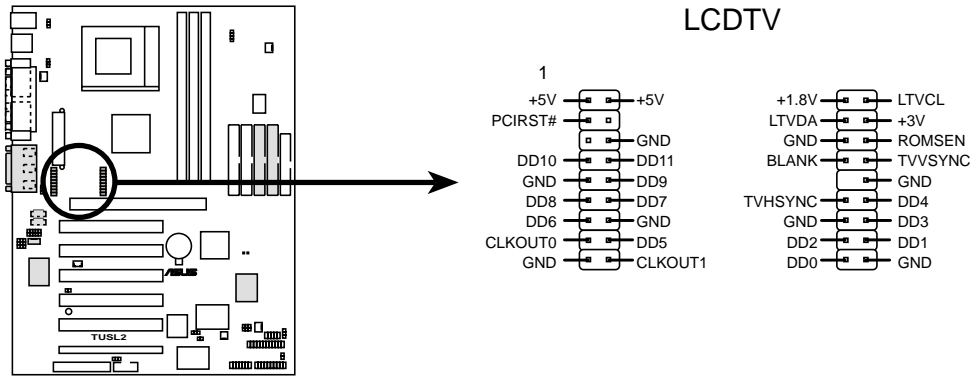 LCDTV
1
+5V +5V
PCIRST#
GND
DD10 DD11
GND DD9
DD8 DD7
DD6 GND
CLKOUT0 DD5
GND CLKOUT1
+1.8V LTVCL
LTVDA +3V
GND ROMSEN
BLANK TVVSYNC
GND
TVHSYNC DD4
GND DD3
DD2 DD1
DD0 GND
ASUS
TUSL2